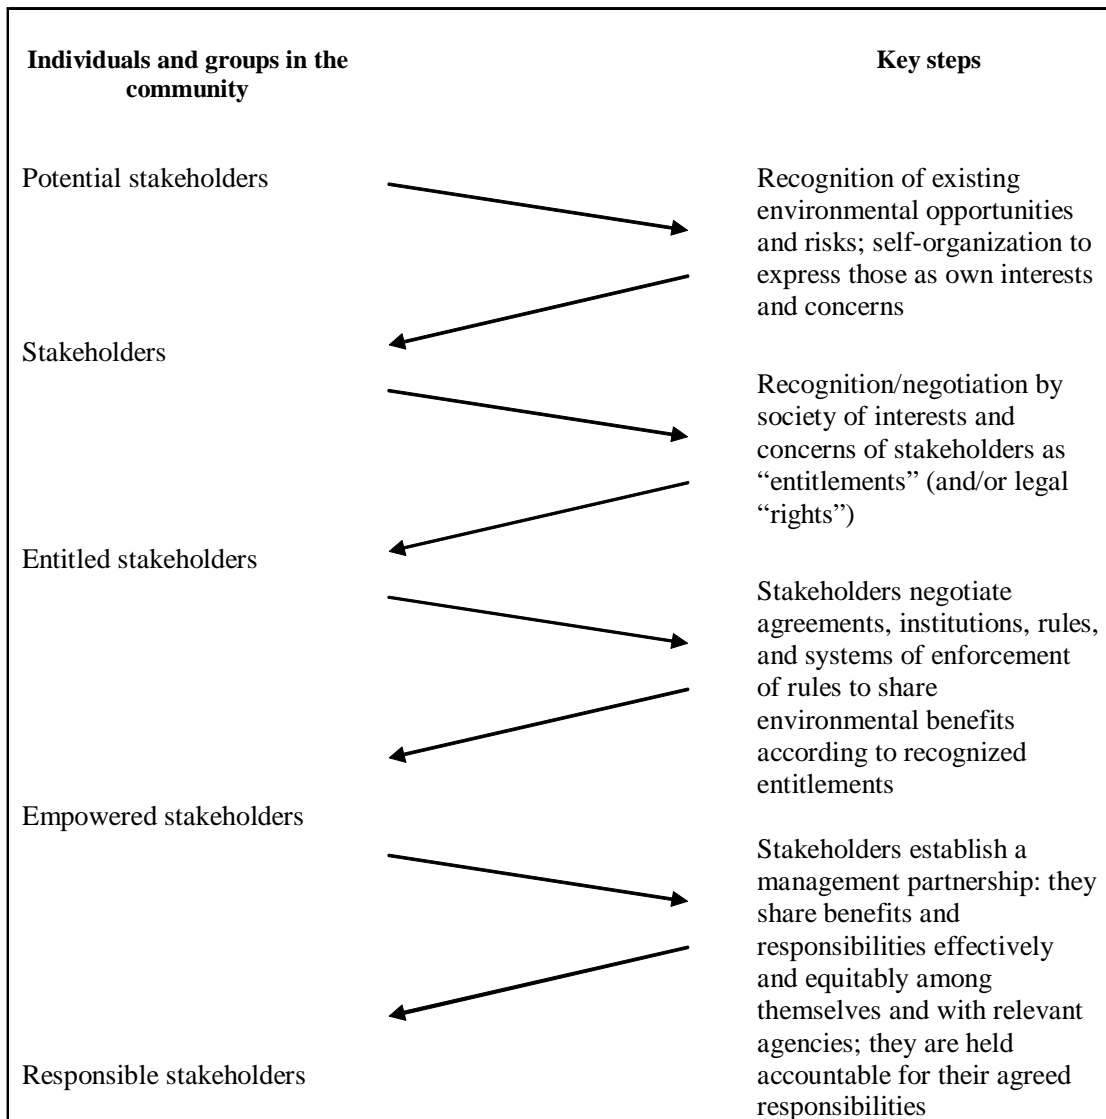 Individuals and groups in the
community
Key steps
Potential stakeholders
Recognition of existing
environmental opportunities
and risks; self-organization to
express those as own interests
and concerns
Stakeholders
Recognition/negotiation by
society of interests and
concerns of stakeholders as
“entitlements” (and/or legal
“rights”)
Entitled stakeholders
Stakeholders negotiate
agreements, institutions, rules,
and systems of enforcement
of rules to share
environmental benefits
according to recognized
entitlements
Empowered stakeholders
Stakeholders establish a
management partnership: they
share benefits and
responsibilities effectively
and equitably among
themselves and with relevant
agencies; they are held
accountable for their agreed
responsibilities
Responsible stakeholders